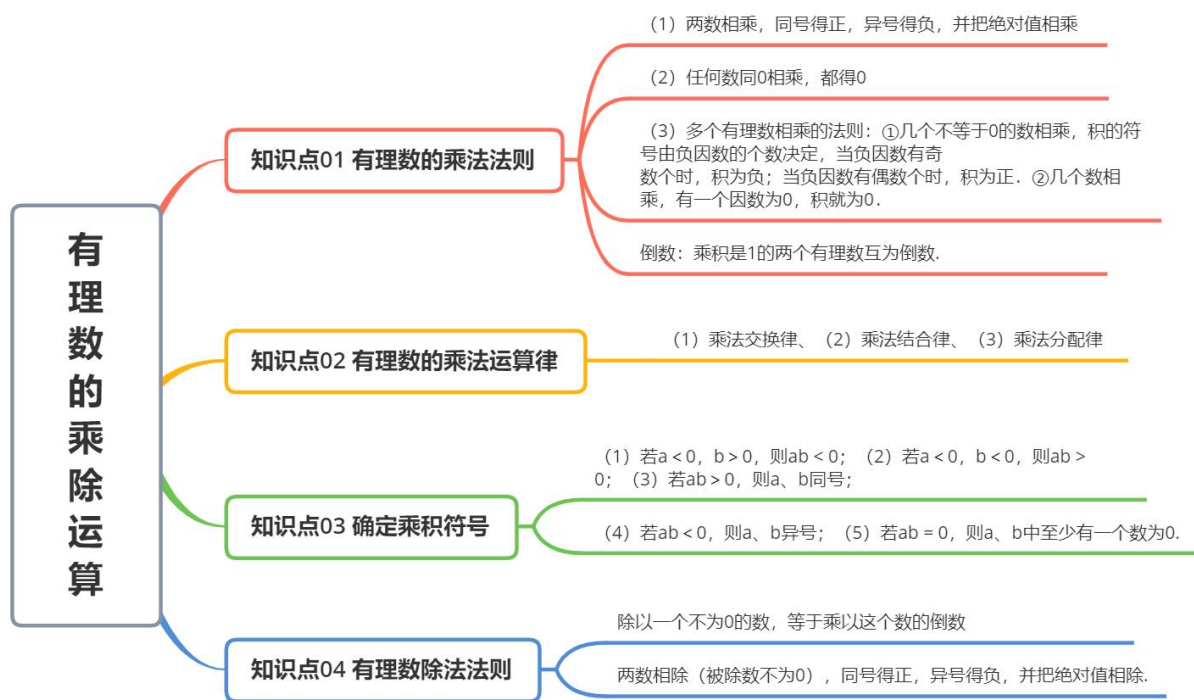 有理数的乘除运算
知识点01 有理数的乘法法则
（1）两数相乘，同号得正，异号得负，并把绝对值相乘
（2）任何数同0相乘，都得0
（3）多个有理数相乘的法则：①几个不等于0的数相乘，积的符
号由负因数的个数决定，当负因数有奇
数个时，积为负；当负因数有偶数个时，积为正．②几个数相
乘，有一个因数为0，积就为0．
倒数：乘积是1的两个有理数互为倒数.
知识点02 有理数的乘法运算律
（1）乘法交换律、（2）乘法结合律、（3）乘法分配律
知识点03 确定乘积符号
（1）若a＜0，b＞0，则ab＜0；（2）若a＜0，b＜0，则ab＞
0；（3）若ab＞0，则a、b同号；
（4）若ab＜0，则a、b异号；（5）若ab = 0，则a、b中至少有一个数为0.
知识点04 有理数除法法则
除以一个不为0的数，等于乘以这个数的倒数
两数相除（被除数不为0），同号得正，异号得负，并把绝对值相除.